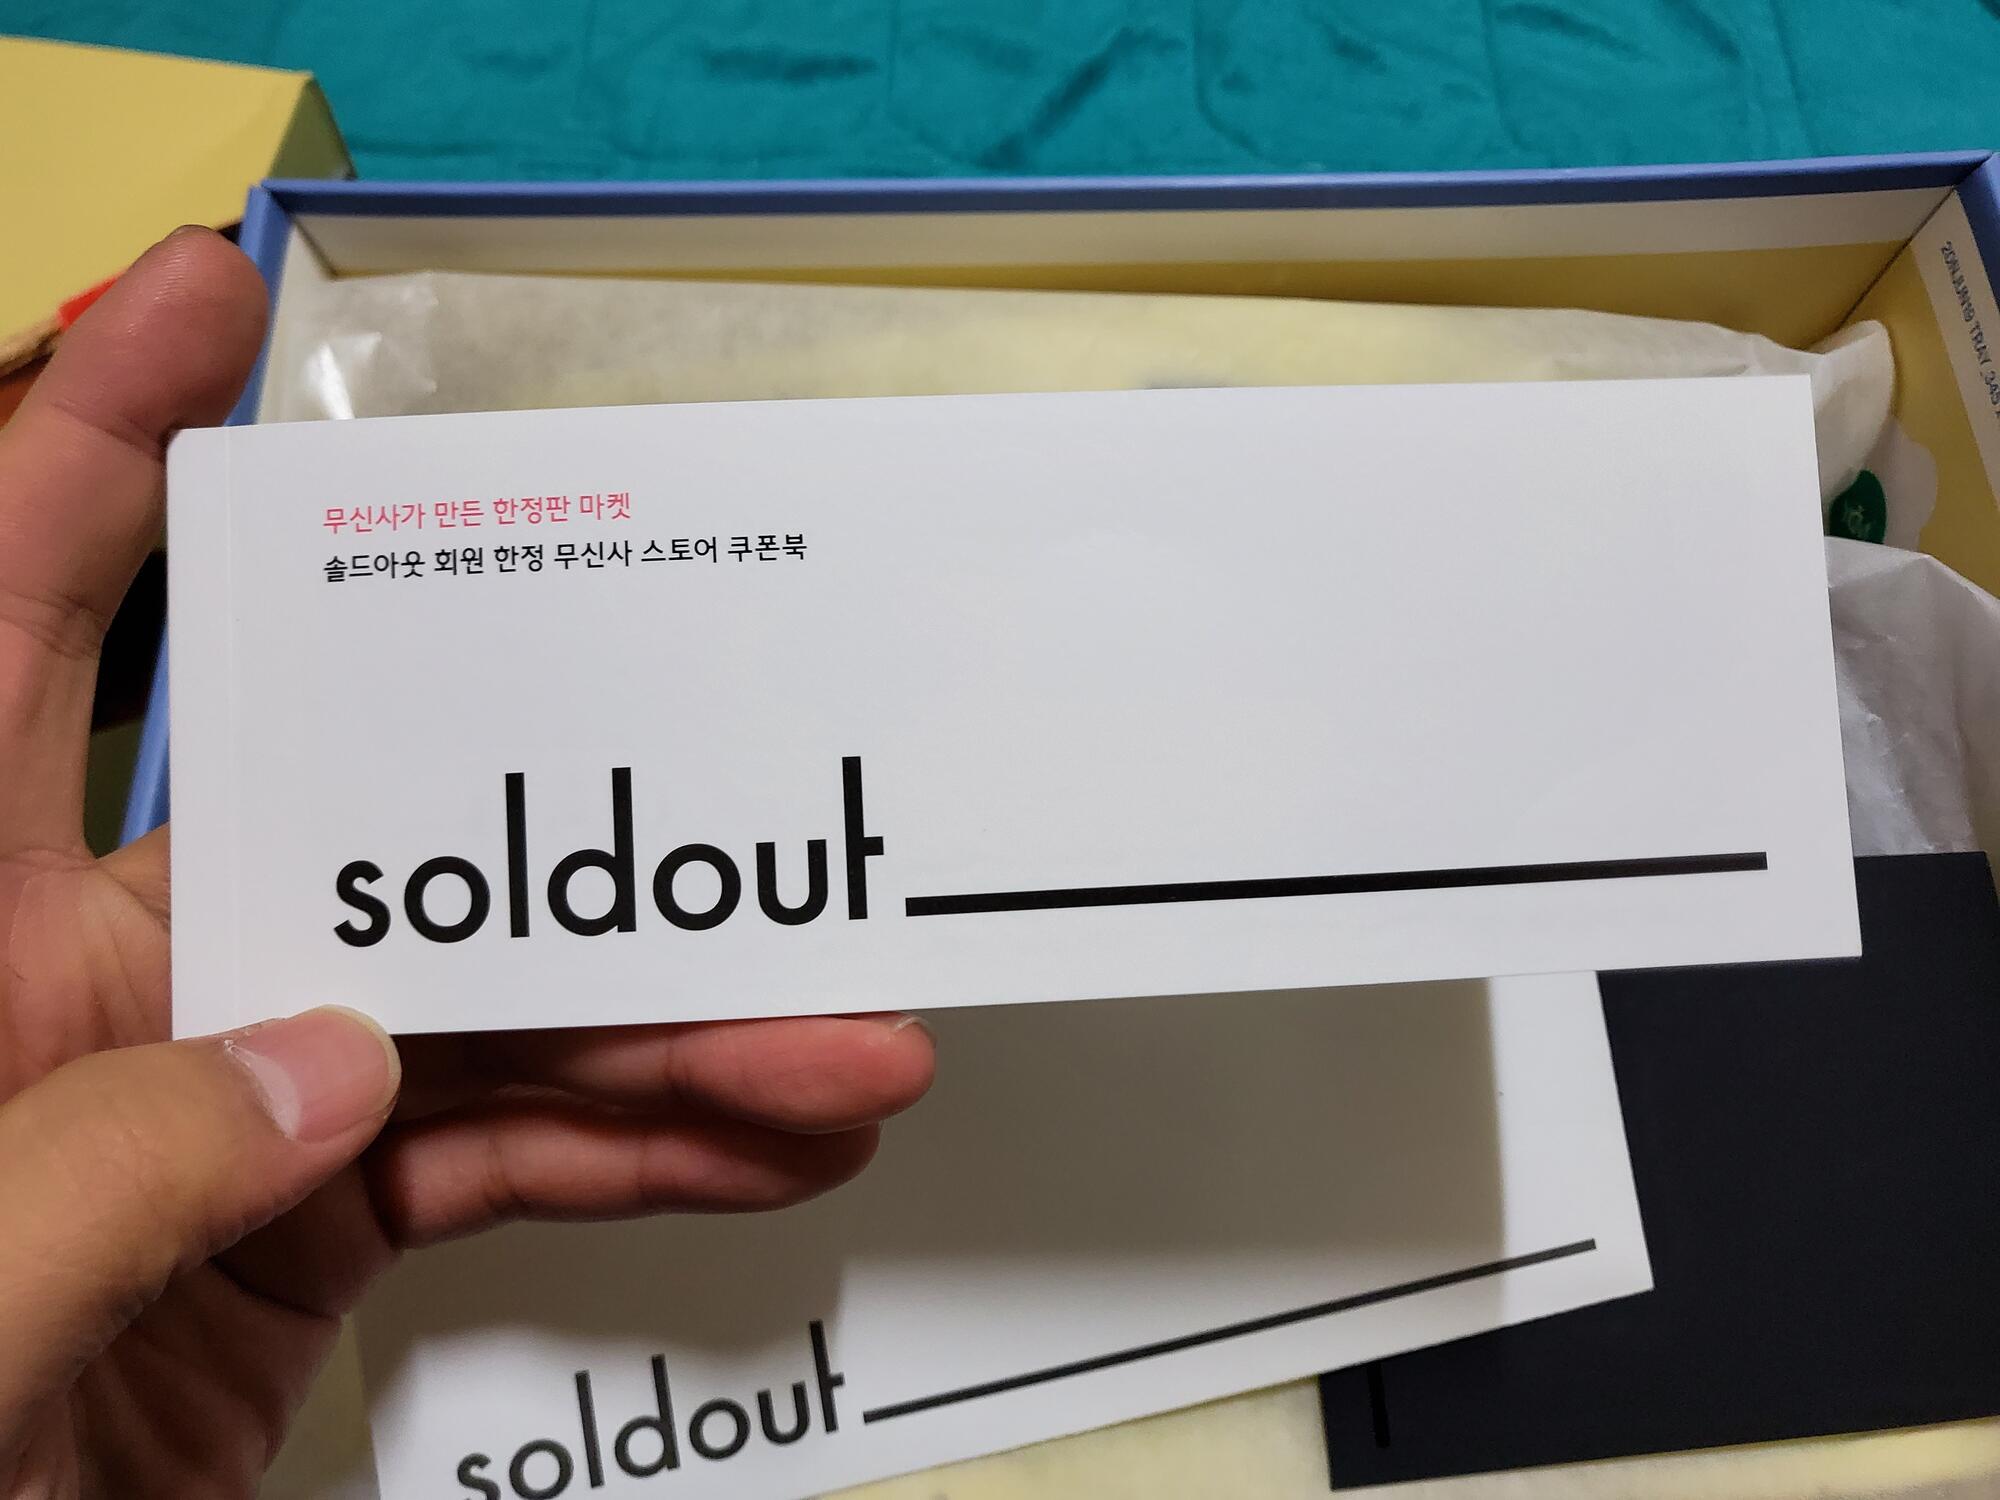 무신사가 만든 한정판 마켓
솔드아웃 회원 한정 무신사 스토어 쿠폰북
soldout
soldout
TRAY